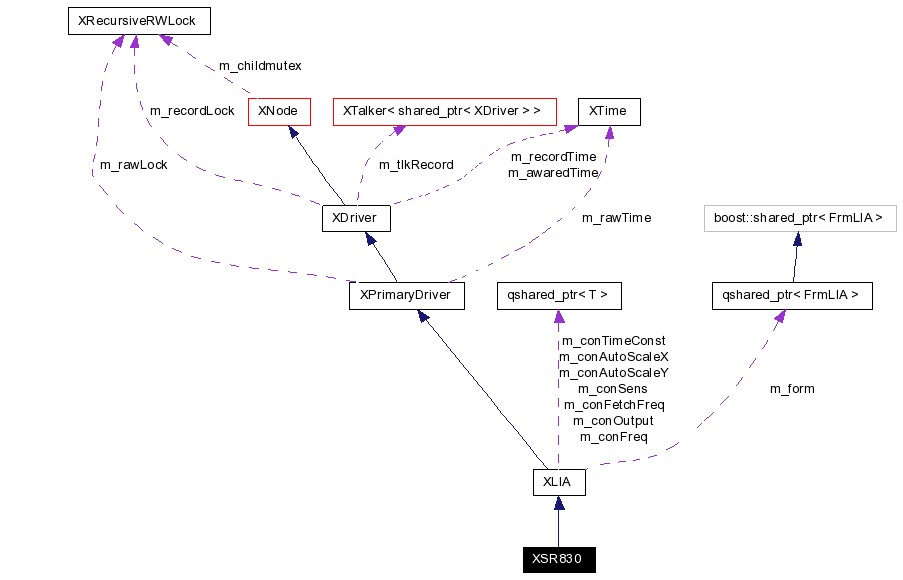 XRecursiveRWLock
m_childmutex
XNode
XTalker< shared_ptr< XDriver > >
XTime
m_recordLock
m_rawLock
m_tlkRecord
m_recordTime
m_awaredTime
XDriver
m_rawTime
boost::shared_ptr< FrmLIA >
XPrimaryDriver
qshared_ptr< T >
qshared_ptr< FrmLIA >
m_conTimeConst
m_conAutoScaleX
m_conAutoScaleY
m_conSens
m_conFetchFreq
m_conOutput
m_conFreq
m_form
XLIA
XSR830